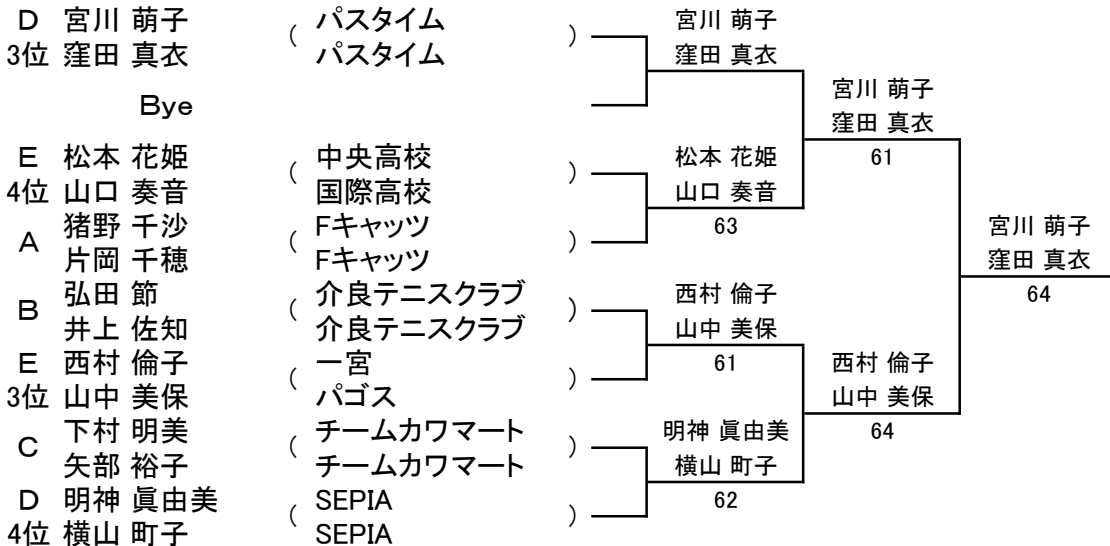 D 宮川 萌子 ( パスタイム )
3位 窪田 真衣 パスタイム
Bye
E 松本 花姫 ( 中央高校 )
4位 山口 奏音 国際高校
A 猪野 千沙 ( Fキャッツ )
片岡 千穂 Fキャッツ
B 弘田 節 ( 介良テニスクラブ )
井上 佐知 介良テニスクラブ
E 西村 倫子 ( 一宮 )
3位 山中 美保 パゴス
C 下村 明美 ( チームカワマート )
矢部 裕子 チームカワマート
D 明神 眞由美 ( SEPIA )
4位 横山 町子 SEPIA
宮川 萌子
窪田 真衣
松本 花姫
山口 奏音
63
西村 倫子
山中 美保
61
明神 眞由美
横山 町子
62
宮川 萌子
窪田 真衣
61
西村 倫子
山中 美保
64
宮川 萌子
窪田 真衣
64